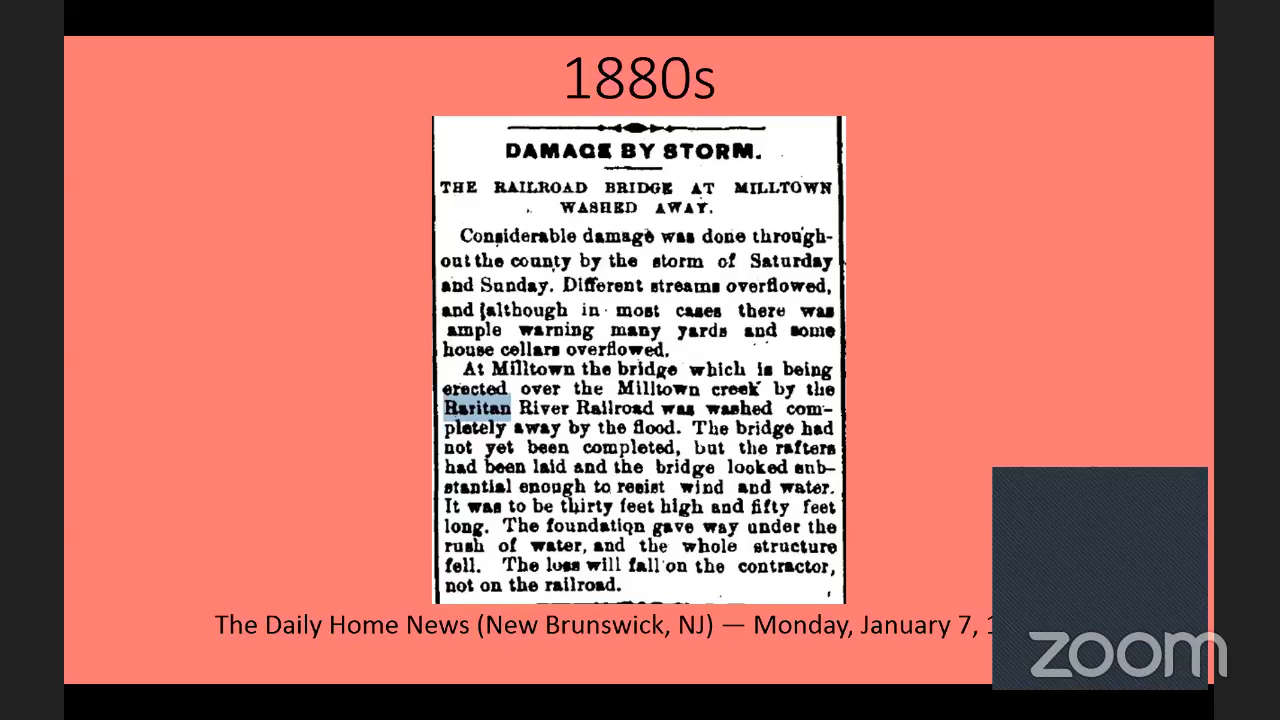 1880s
DAMAGE BY STORM.
THE RAILROAD BRIDGE AT MILLTOWN
WASHED AWAY.
Considerable damage was done through-
out the county by the storm of Saturday
and Sunday. Different streams overflowed,
and although in most cases there was
ample warning many yards and some
house cellars overflowed.
At Milltown the bridge which is being
erected over the Milltown creek by the
Raritan River Railroad was washed com-
pletely away by the flood. The bridge had
not yet been completed, but the rafters
had been laid and the bridge looked sub-
stantial enough to resist wind and water.
It was to be thirty feet high and fifty feet
long. The foundation gave way under the
rush of water, and the whole structure
fell. The loss will fall on the contractor,
not on the railroad.
The Daily Home News (New Brunswick, NJ) — Monday, January 7,
zoom